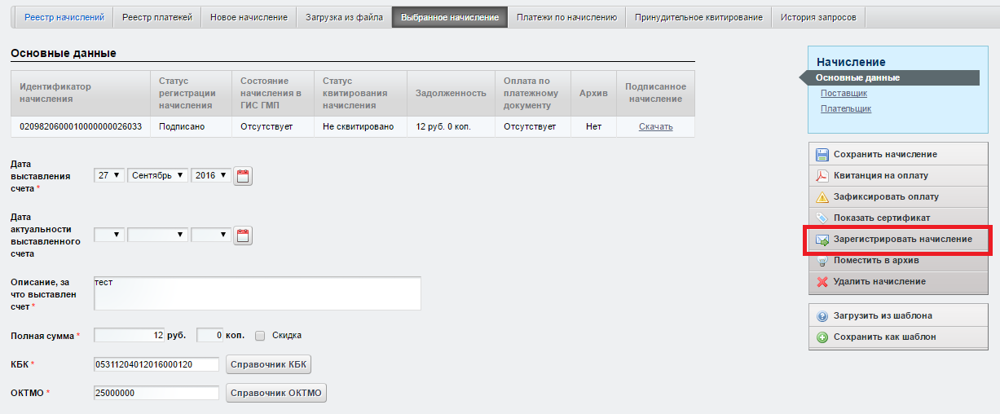 Реестр начислений Реестр платежей Новое начисление Загрузка из файла Выбранное начисление Платежи по начислению Принудительное квитирование История запросов
Основные данные
Идентификатор начисления Статус регистрации начисления Состояние начисления в ГИС ГМП Статус квитирования начисления Задолженность Оплата по платежному документу Архив Подписанное начисление
0209820600010000000026033 Подписано Отсутствует Не сквитировано 12 руб. 0 коп. Отсутствует Нет Скачать
Дата
выставления
счета * 27 Сентябрь 2016
Дата
актуальности
выставленного
счета
Описание, за
что выставлен
счет * тест
Полная сумма * 12 руб. 0 коп. Скидка
КБК * 05311204012016000120 Справочник КБК
ОКТМО * 25000000 Справочник ОКТМО
Начисление
Основные данные
Поставщик
Плательщик
Сохранить начисление
Квитанция на оплату
Зафиксировать оплату
Показать сертификат
Зарегистрировать начисление
Поместить в архив
Удалить начисление
Загрузить из шаблона
Сохранить как шаблон